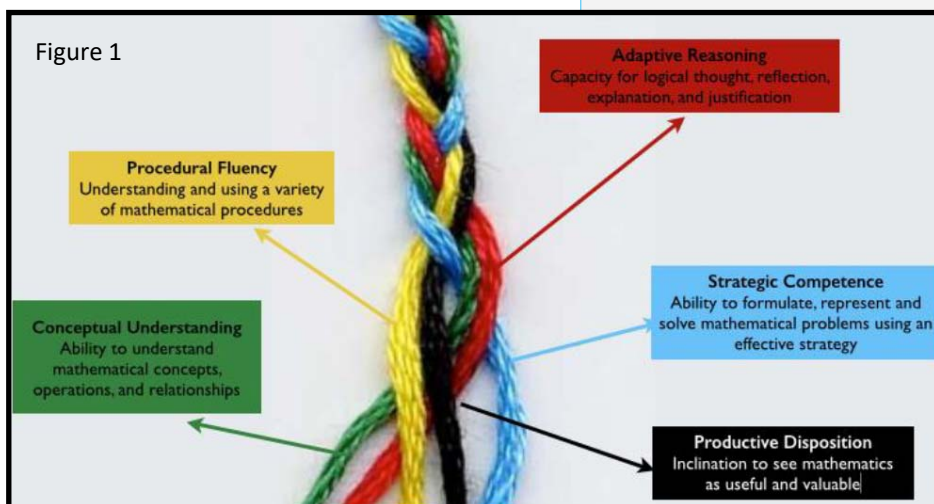 Figure 1
Adaptive Reasoning
Capacity for logical thought, reflection,
explanation, and justification
Procedural Fluency
Understanding and using a variety
of mathematical procedures
Strategic Competence
Ability to formulate, represent and
solve mathematical problems using an
effective strategy
Conceptual Understanding
Ability to understand
mathematical concepts,
operations, and relationships
Productive Disposition
Inclination to see mathematics
as useful and valuable